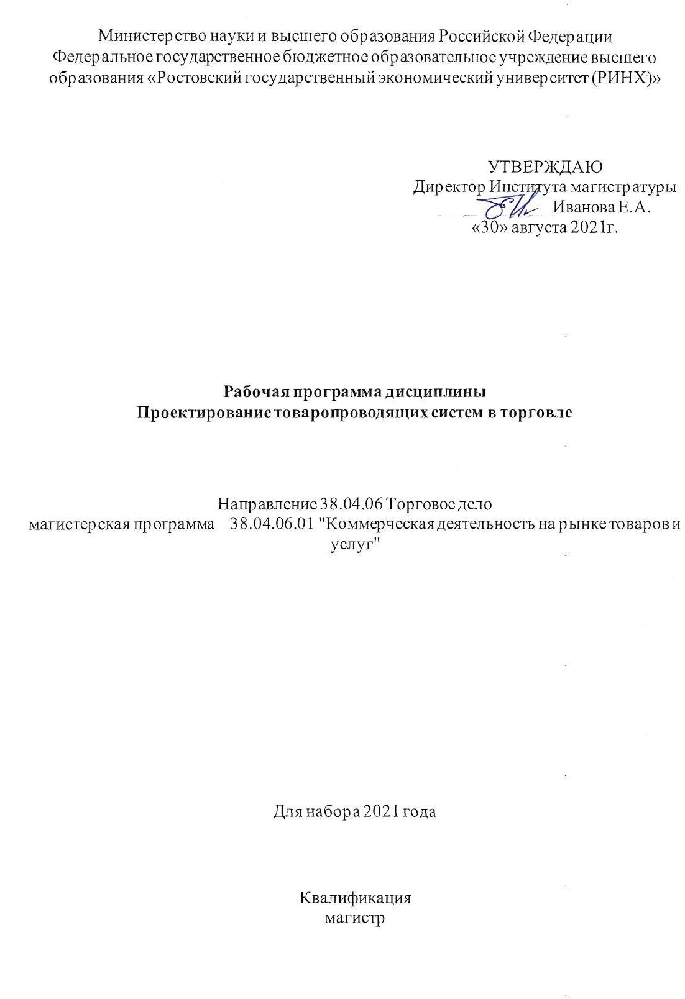 Министерство науки и высшего образования Российской Федерации
Федеральное государственное бюджетное образовательное учреждение высшего
образования «Ростовский государственный экономический университет (РИНХ)»
УТВЕРЖДАЮ
Директор Института магистратуры
Иванова Е.А.
«30» августа 2021г.
Рабочая программа дисциплины
Проектирование товаропроводящих систем в торговле
Направление 38.04.06 Торговое дело
магистерская программа 38.04.06.01 "Коммерческая деятельность на рынке товаров и
услуг"
Для набора 2021 года
Квалификация
магистр